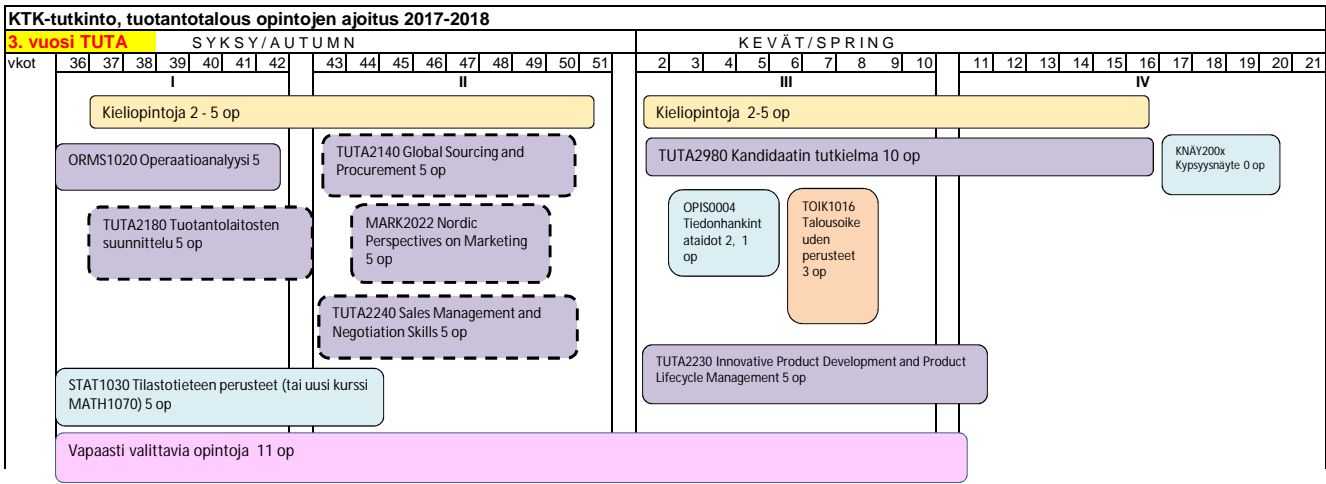 KTK-tutkinto, tuotantotalous opintojen ajoitus 2017-2018
3. vuosi TUTA SYKSY/AUTUMN KEVÄT/SPRING
vkot 36 37 38 39 40 41 42 43 44 45 46 47 48 49 50 51 2 3 4 5 6 7 8 9 10 11 12 13 14 15 16 17 18 19 20 21
I II III IV
Kieliopintoja 2 - 5 op
Kieliopintoja 2-5 op
ORMS1020 Operaatioanalyysi 5
TUTA2140 Global Sourcing and
Procurement 5 op
TUTA2980 Kandidaatin tutkielma 10 op
KNÄY200x
Kypsyysnäyte 0 op
TUTA2180 Tuotantolaitosten
suunnittelu 5 op
MARK2022 Nordic
Perspectives on Marketing
5 op
OPIS0004
Tiedonhankint
ataidot 2, 1
op
TOIK1016
Talousoike
uden
perusteet
3 op
TUTA2240 Sales Management and
Negotiation Skills 5 op
TUTA2230 Innovative Product Development and Product
Lifecycle Management 5 op
STAT1030 Tilastotieteen perusteet (tai uusi kurssi
MATH1070) 5 op
Vapaasti valittavia opintoja 11 op